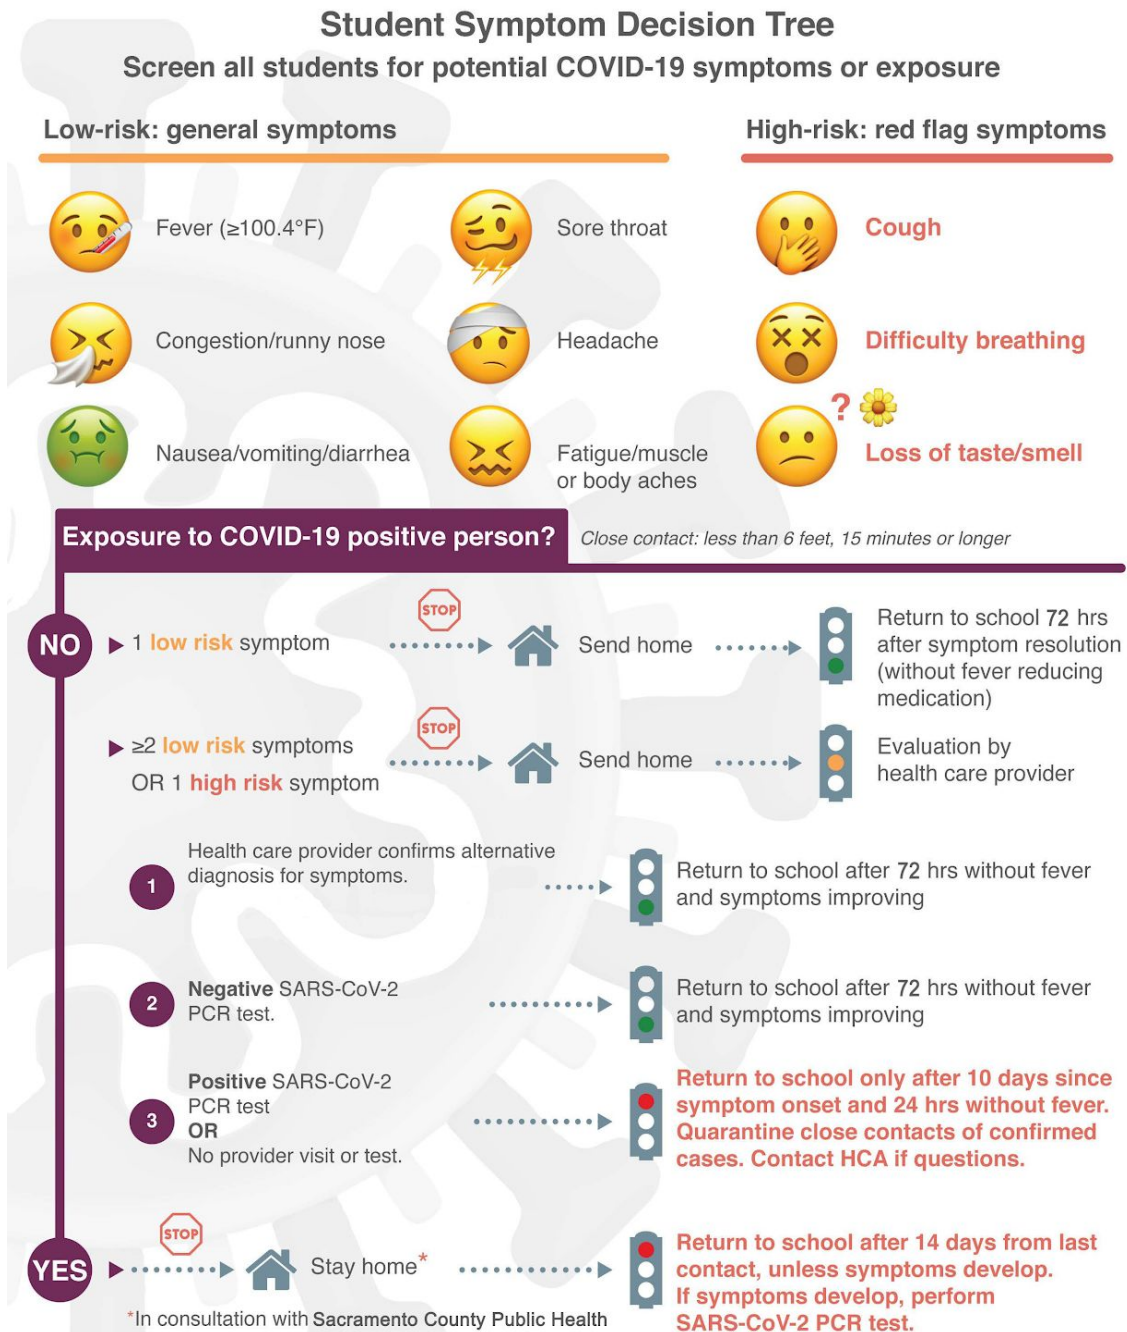 Student Symptom Decision Tree
Screen all students for potential COVID-19 symptoms or exposure
Low-risk: general symptoms
High-risk: red flag symptoms
Fever (≥100.4°F)
Sore throat
Cough
Congestion/runny nose
Headache
Difficulty breathing
?
Nausea/vomiting/diarrhea
Fatigue/muscle
or body aches
Loss of taste/smell
Exposure to COVID-19 positive person?
Close contact: less than 6 feet, 15 minutes or longer
NO
1 low risk symptom
STOP
Send home
Return to school 72 hrs
after symptom resolution
(without fever reducing
medication)
≥2 low risk symptoms
OR 1 high risk symptom
STOP
Send home
Evaluation by
health care provider
1
Health care provider confirms alternative
diagnosis for symptoms.
Return to school after 72 hrs without fever
and symptoms improving
2
Negative SARS-CoV-2
PCR test.
Return to school after 72 hrs without fever
and symptoms improving
3
Positive SARS-CoV-2
PCR test
OR
No provider visit or test.
Return to school only after 10 days since
symptom onset and 24 hrs without fever.
Quarantine close contacts of confirmed
cases. Contact HCA if questions.
YES
STOP
Stay home*
Return to school after 14 days from last
contact, unless symptoms develop.
If symptoms develop, perform
SARS-CoV-2 PCR test.
*In consultation with Sacramento County Public Health